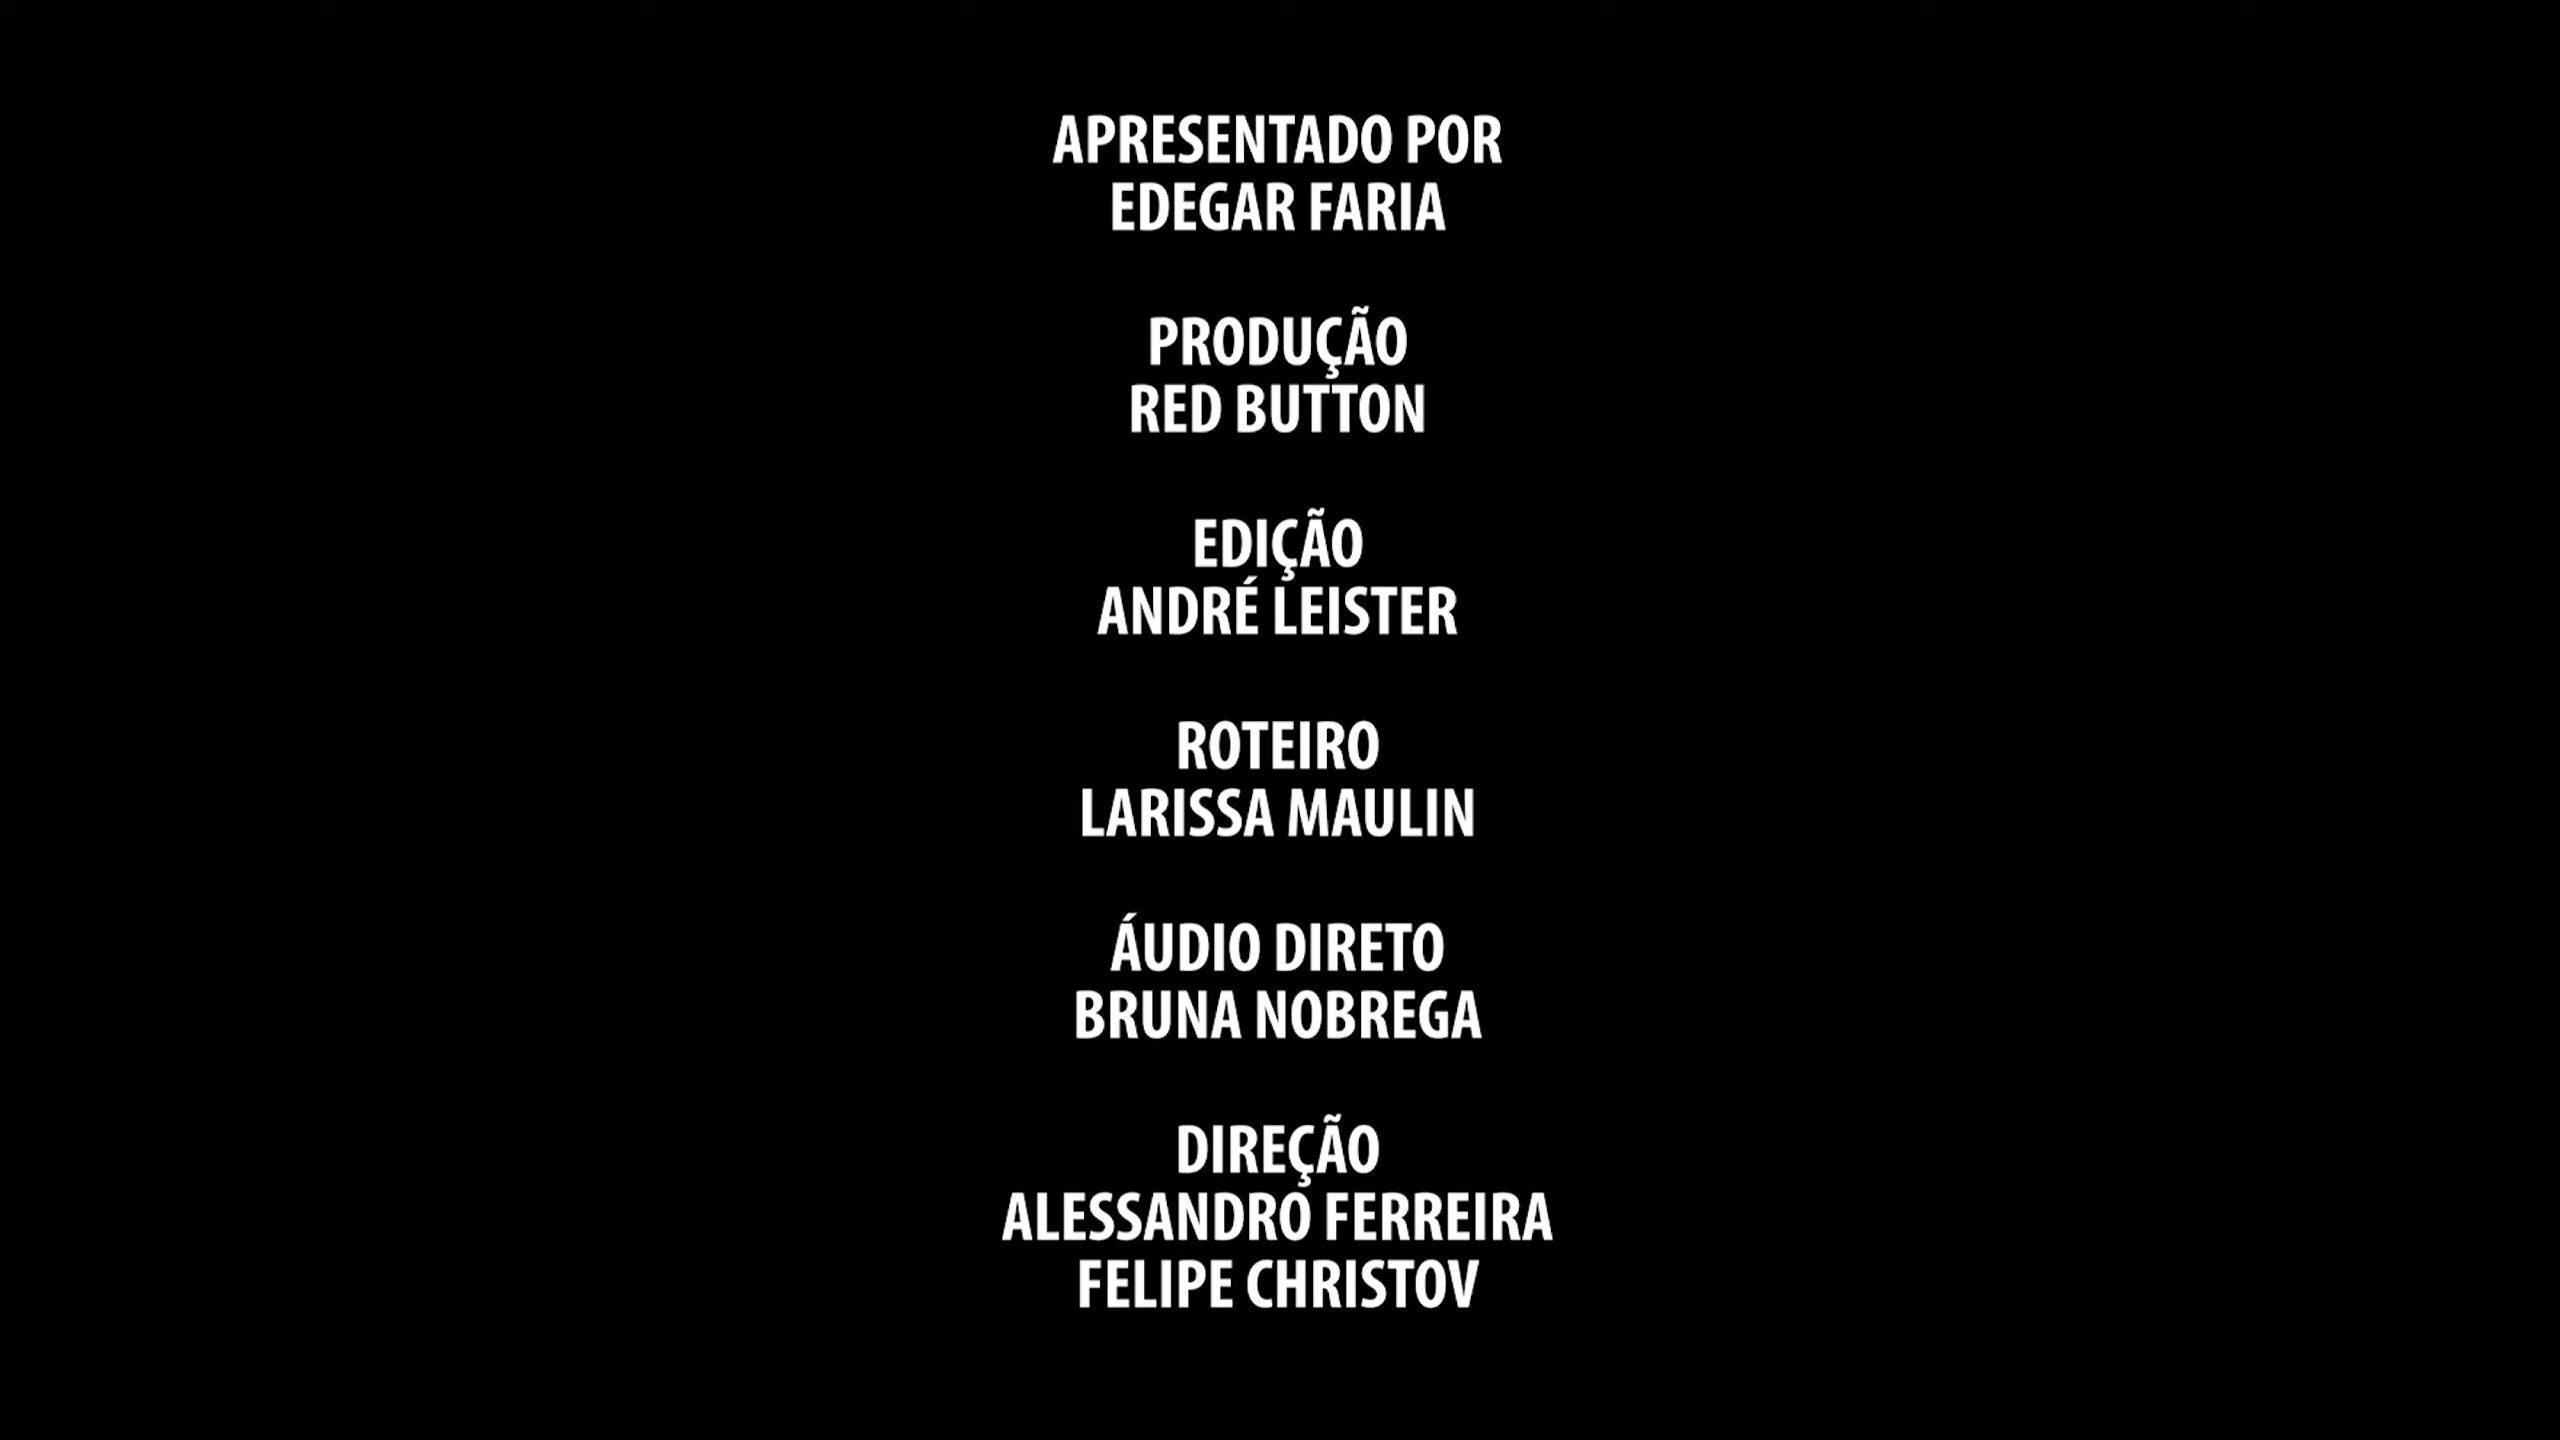 APRESENTADO POR
EDEGAR FARIA
PRODUÇÃO
RED BUTTON
EDIÇÃO
ANDRÉ LEISTER
ROTEIRO
LARISSA MAULIN
ÁUDIO DIRETO
BRUNA NOBREGA
DIREÇÃO
ALESSANDRO FERREIRA
FELIPE CHRISTOV